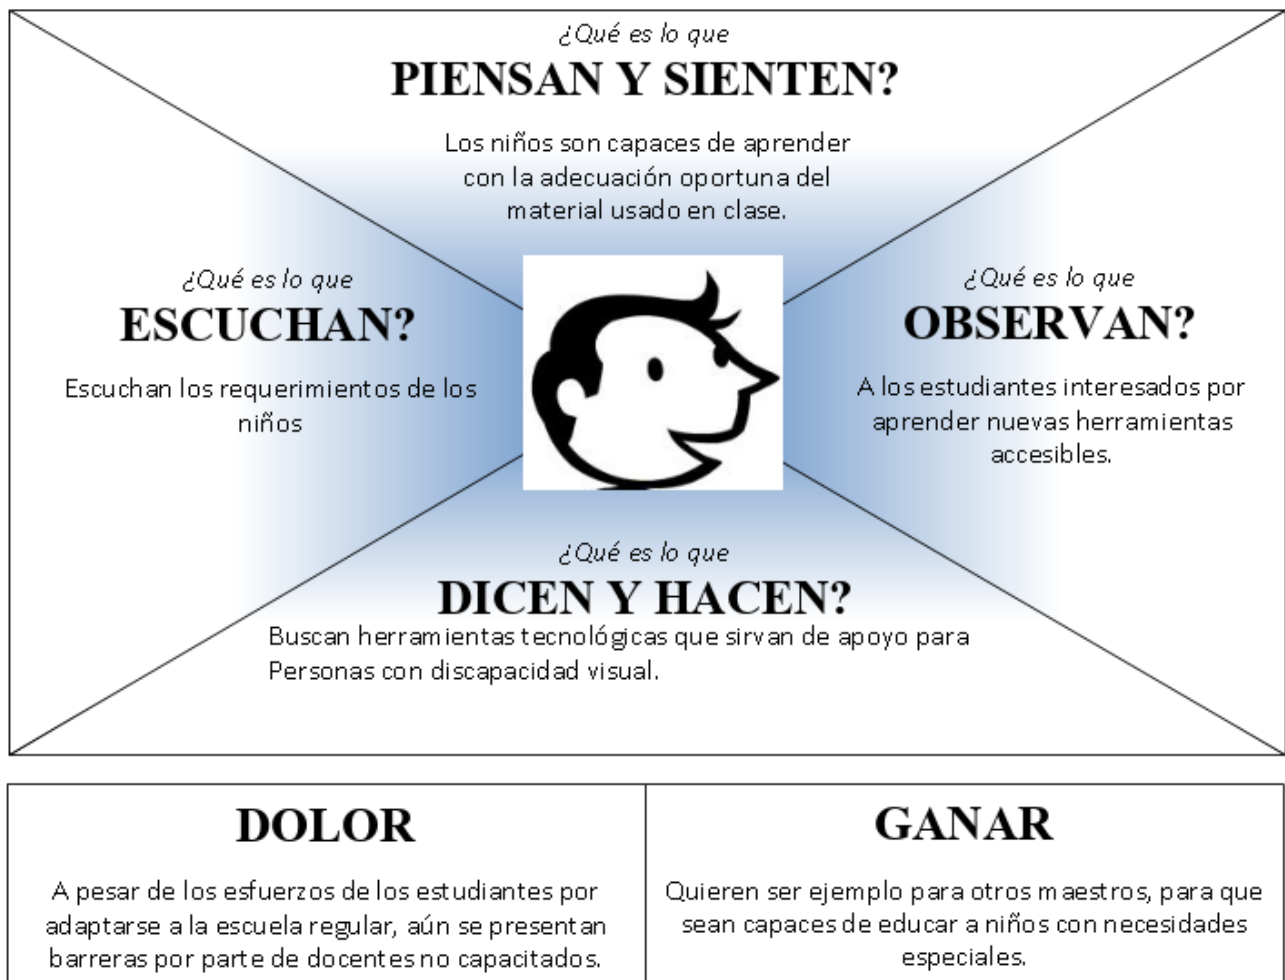 ¿Qué es lo que
PIENSAN Y SIENTEN?
Los niños son capaces de aprender
con la adecuación oportuna del
material usado en clase.
¿Qué es lo que
ESCUCHAN?
Escuchan los requerimientos de los
niños
¿Qué es lo que
OBSERVAN?
A los estudiantes interesados por
aprender nuevas herramientas
accesibles.
¿Qué es lo que
DICEN Y HACEN?
Buscan herramientas tecnológicas que sirvan de apoyo para
Personas con discapacidad visual.
DOLOR
A pesar de los esfuerzos de los estudiantes por
adaptarse a la escuela regular, aún se presentan
barreras por parte de docentes no capacitados.
GANAR
Quieren ser ejemplo para otros maestros, para que
sean capaces de educar a niños con necesidades
especiales.